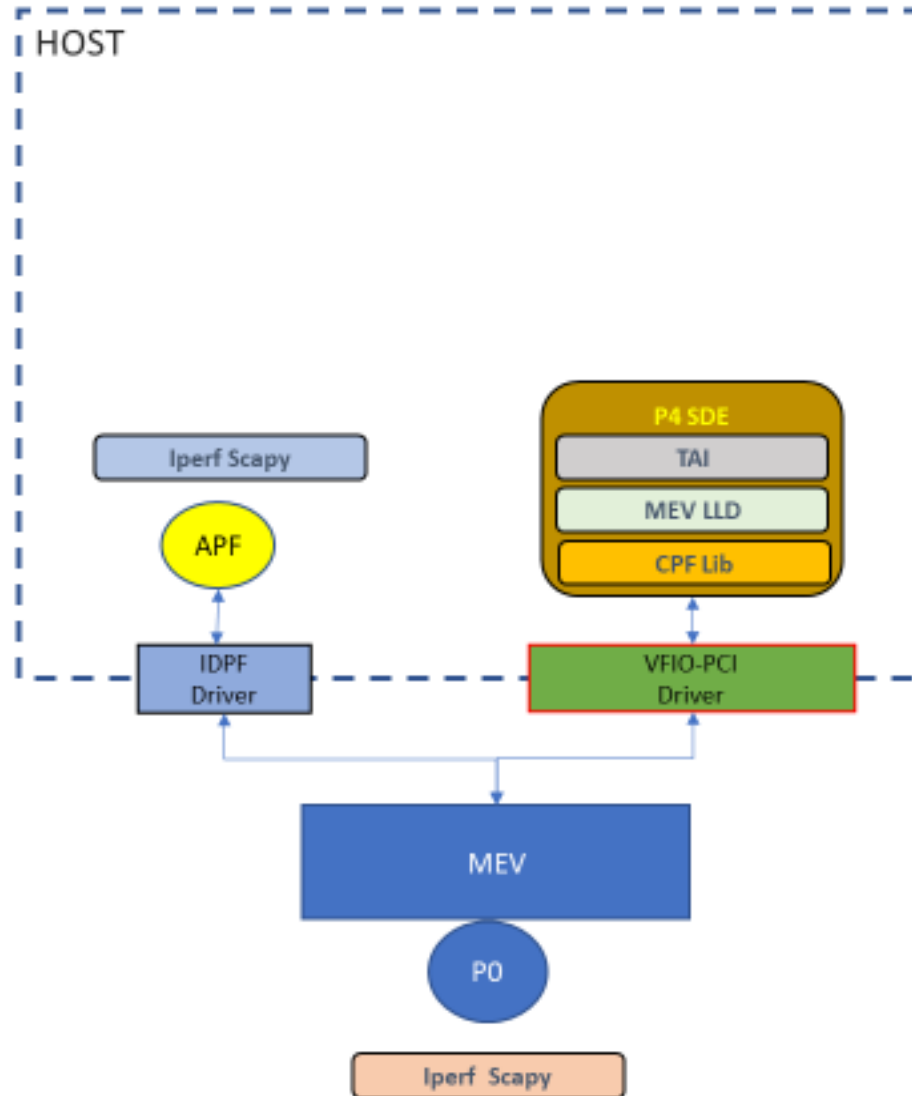 HOST
P4 SDE
Iperf Scapy
TAI
MEV LLD
APF
CPF Lib
IDPF
Driver
VFIO-PCI
Driver
MEV
P0
Iperf Scapy